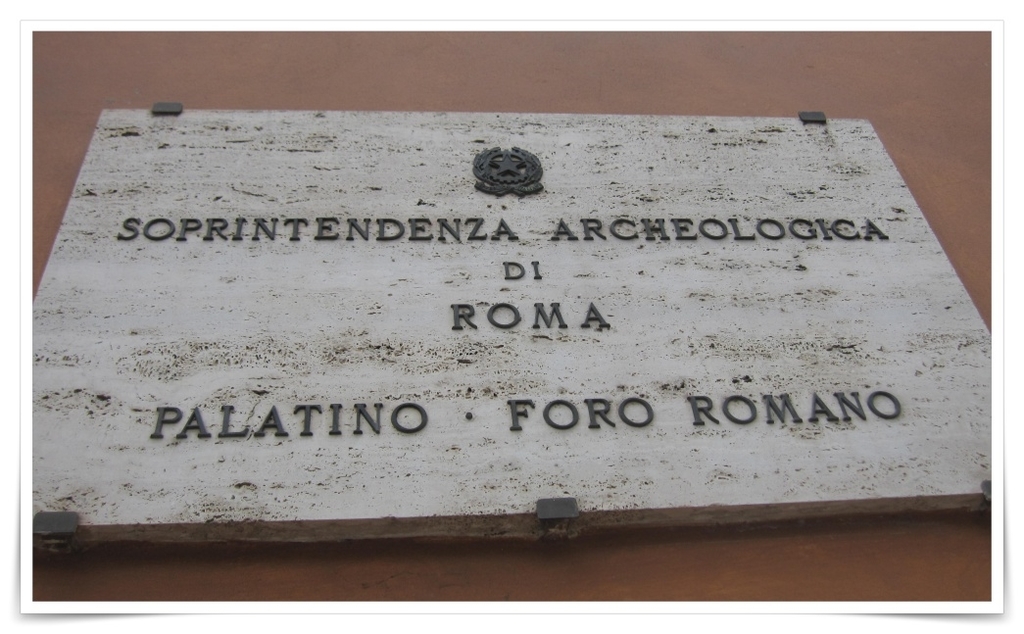 SOPRINTENDENZA ARCHEOLOGICA
DI
ROMA
PALATINO · FORO ROMANO